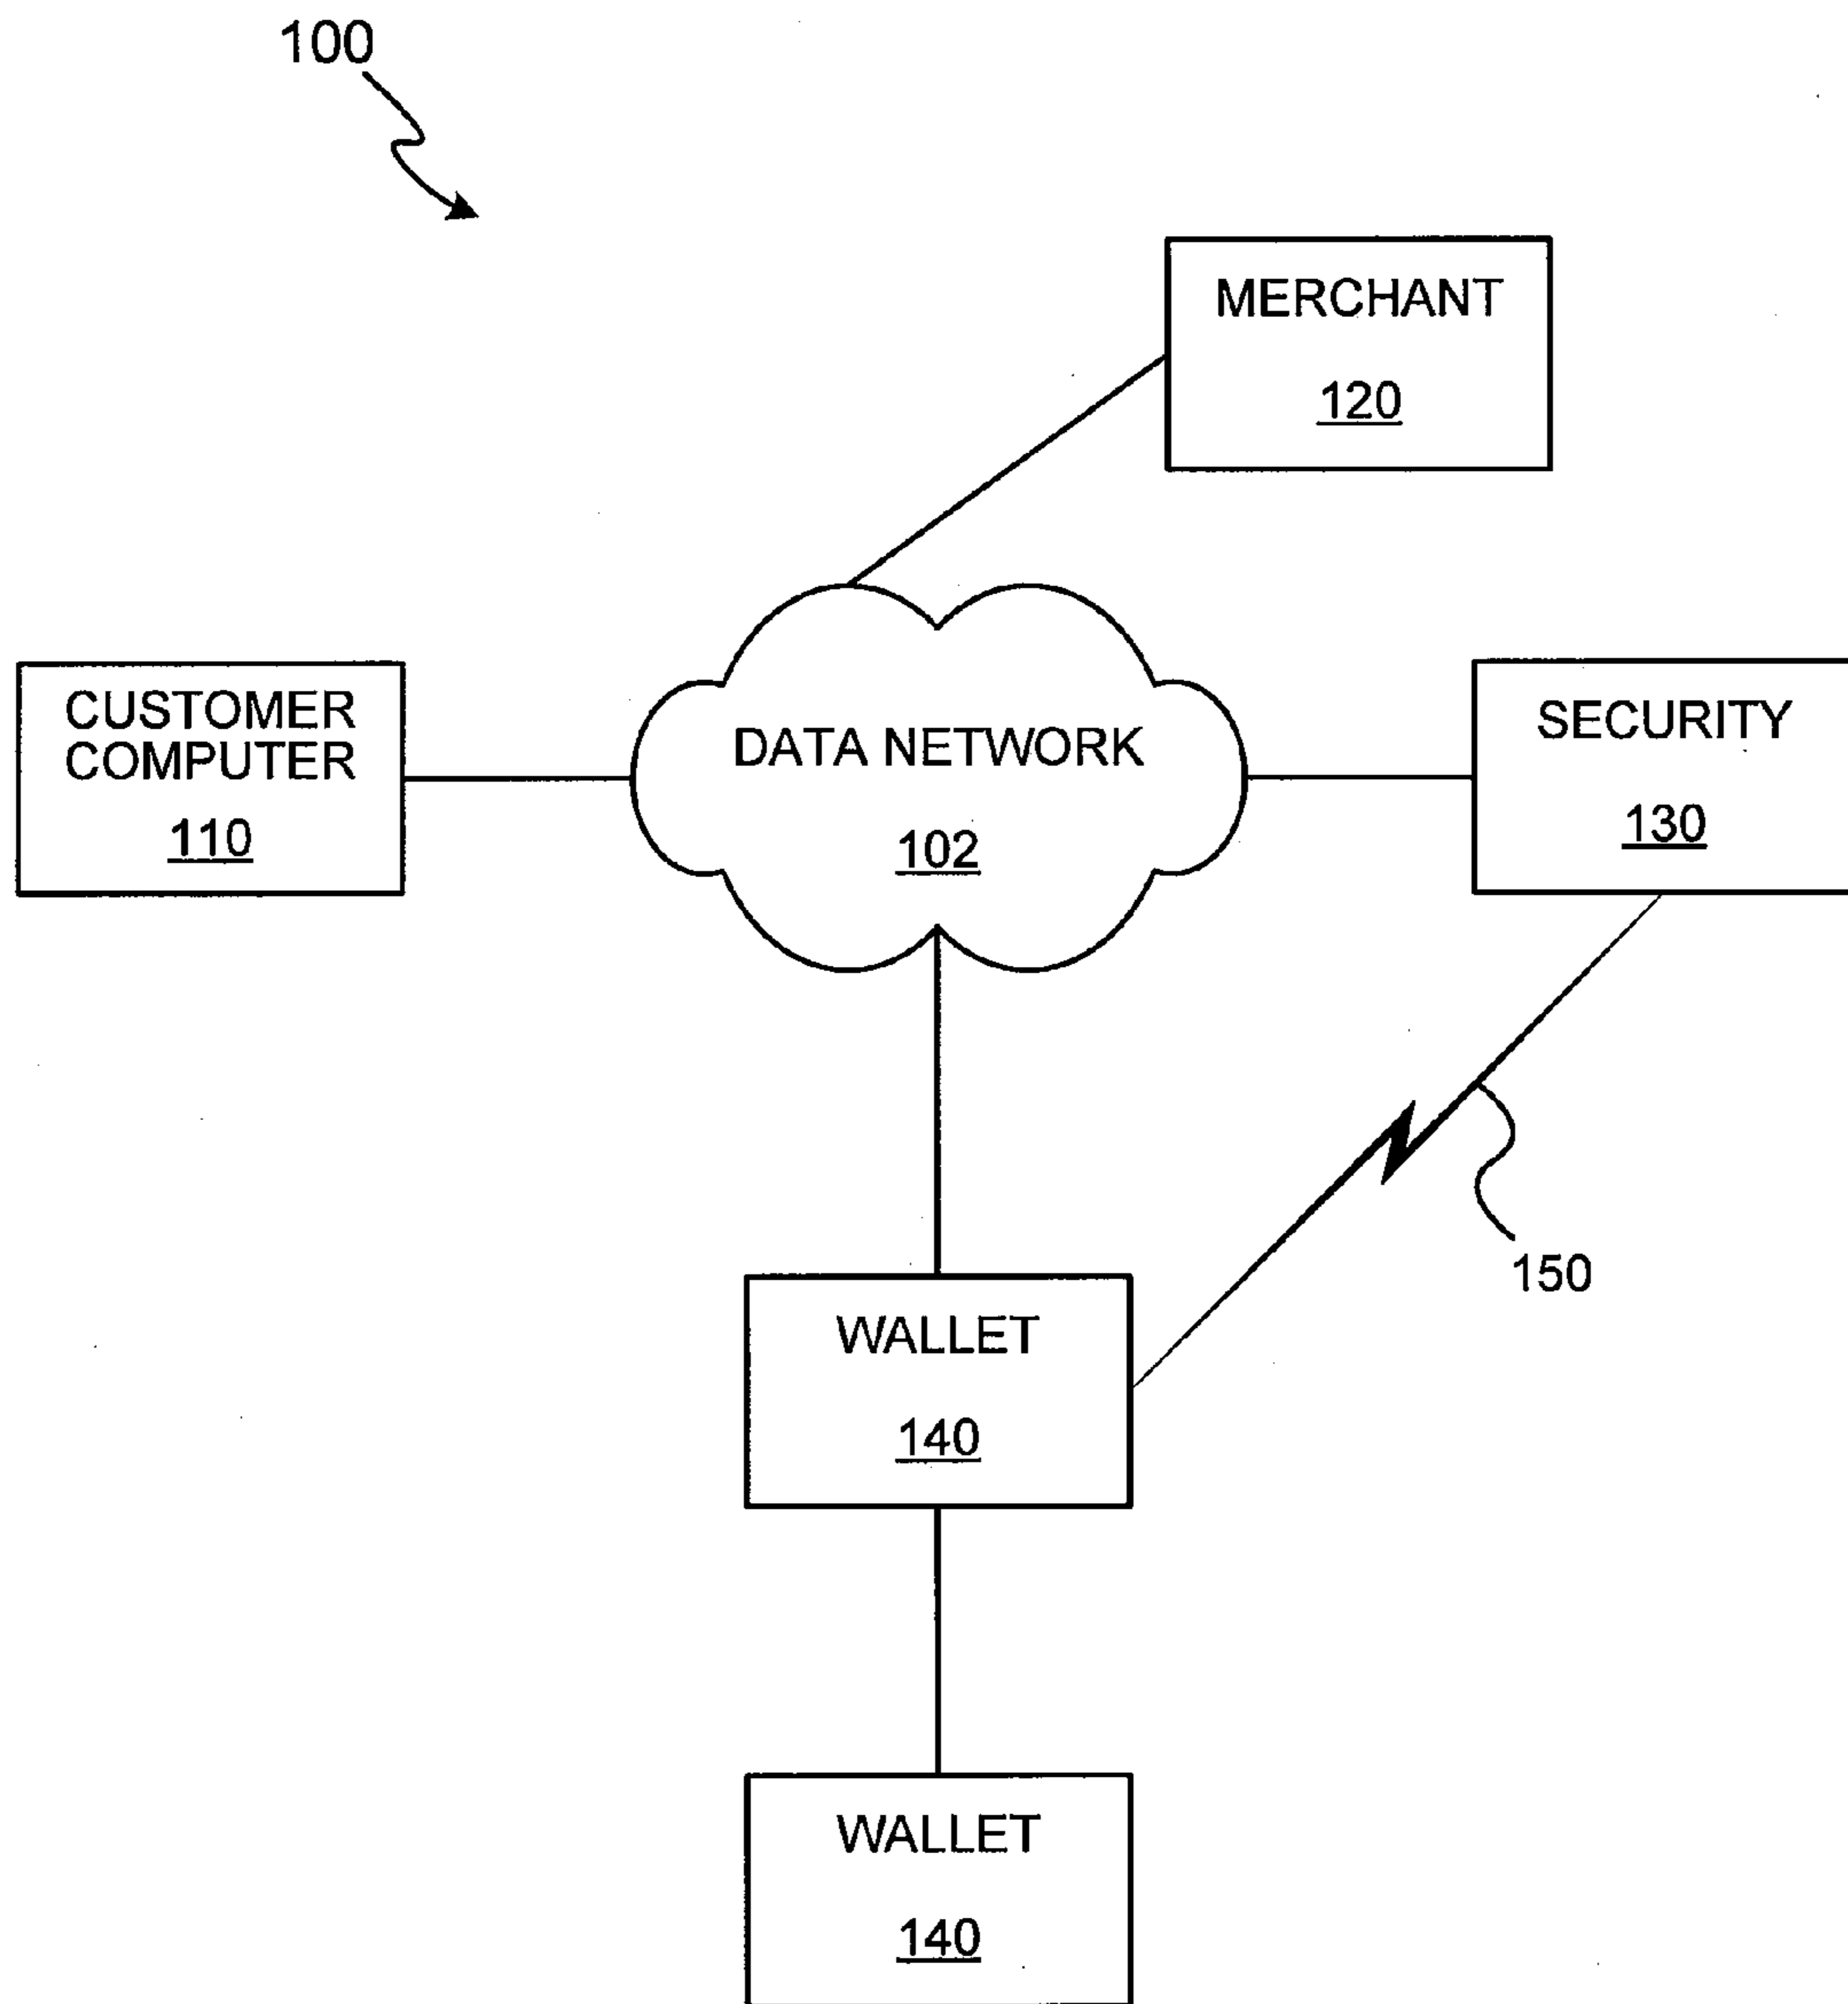 100
MERCHANT
120
CUSTOMER
COMPUTER
110
DATA NETWORK
102
SECURITY
130
150
WALLET
140
WALLET
140